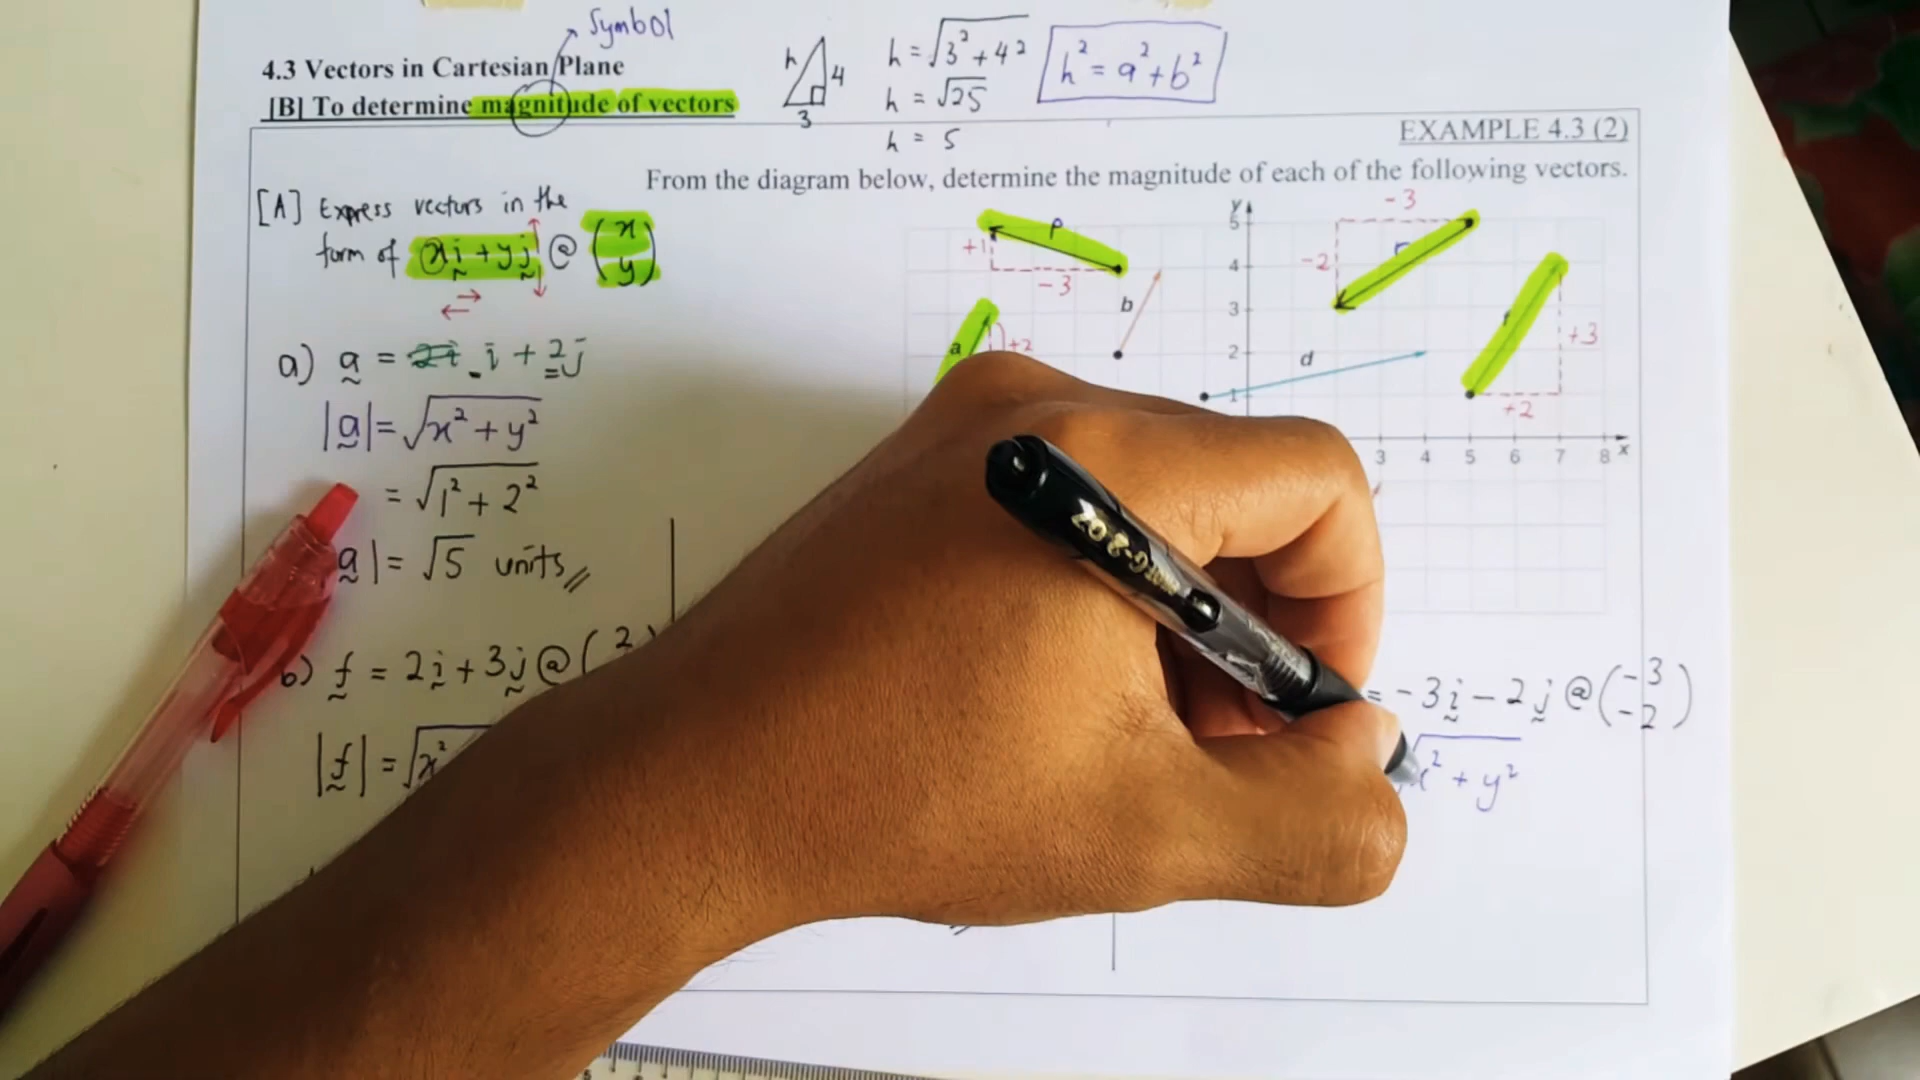 Symbol
4.3 Vectors in Cartesian Plane
[B] To determine magnitude of vectors
h
4
3
h = √3² + 4²
h = √25
h = 5
h² = a² + b²
EXAMPLE 4.3 (2)
From the diagram below, determine the magnitude of each of the following vectors.
[A] Express vectors in the
form of xi + yj @ (x y)
a) a = 2i i + 2j
|a| = √x² + y²
= √1² + 2²
a| = √5 units
b) f = 2i + 3j @ (2
|f| = √x²
y
5
4
3
2
1
3 4 5 6 7 8 x
p
+1
-3
b
a
+2
-3
-2
r
d
f
+3
+2
= -3i - 2j @ (-3 -2)
x² + y²
G-2 07